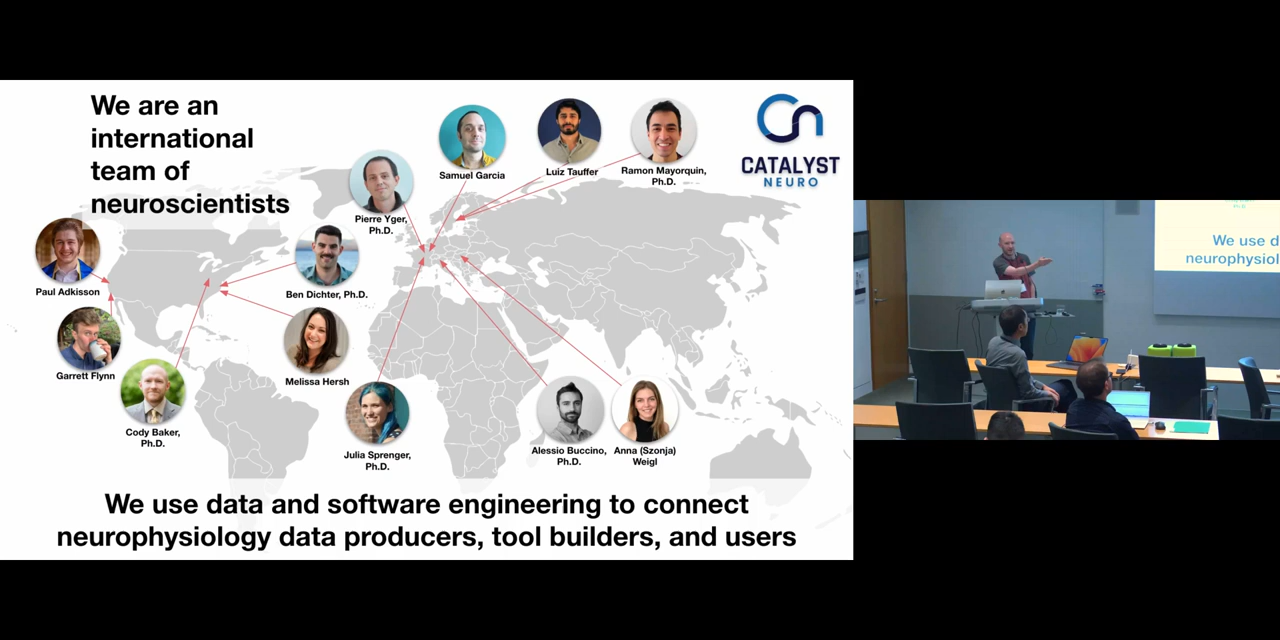 We are an
international
team of
neuroscientists
CATALYST
NEURO
Samuel Garcia
Luiz Tauffer
Ramon Mayorquin,
Ph.D.
Pierre Yger,
Ph.D.
Paul Adkisson
Ben Dichter, Ph.D.
Garrett Flynn
Melissa Hersh
Cody Baker,
Ph.D.
Julia Sprenger,
Ph.D.
Alessio Buccino,
Ph.D.
Anna (Szonja)
Weigl
We use data and software engineering to connect
neurophysiology data producers, tool builders, and users
We use d
neurophysiol